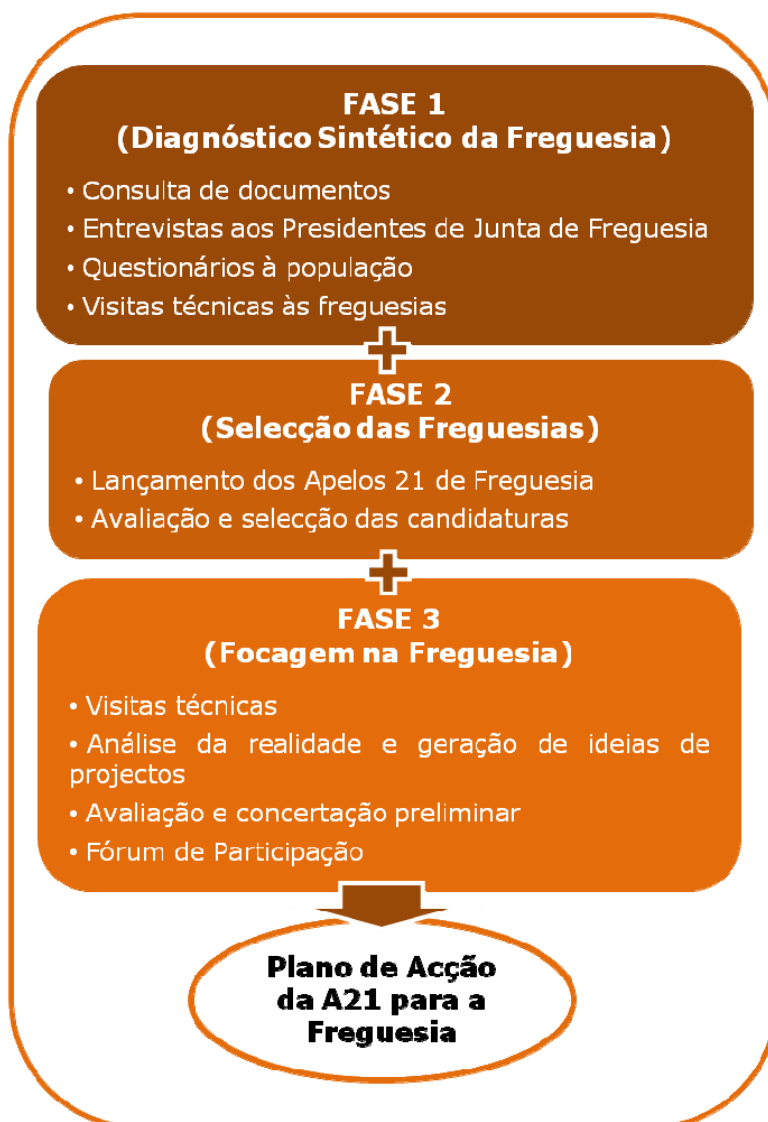 FASE 1
(Diagnóstico Sintético da Freguesia)
• Consulta de documentos
• Entrevistas aos Presidentes de Junta de Freguesia
• Questionários à população
• Visitas técnicas às freguesias
FASE 2
(Selecção das Freguesias)
• Lançamento dos Apelos 21 de Freguesia
• Avaliação e selecção das candidaturas
FASE 3
(Focagem na Freguesia)
• Visitas técnicas
• Análise da realidade e geração de ideias de
projectos
• Avaliação e concertação preliminar
• Fórum de Participação
Plano de Acção
da A21 para a
Freguesia